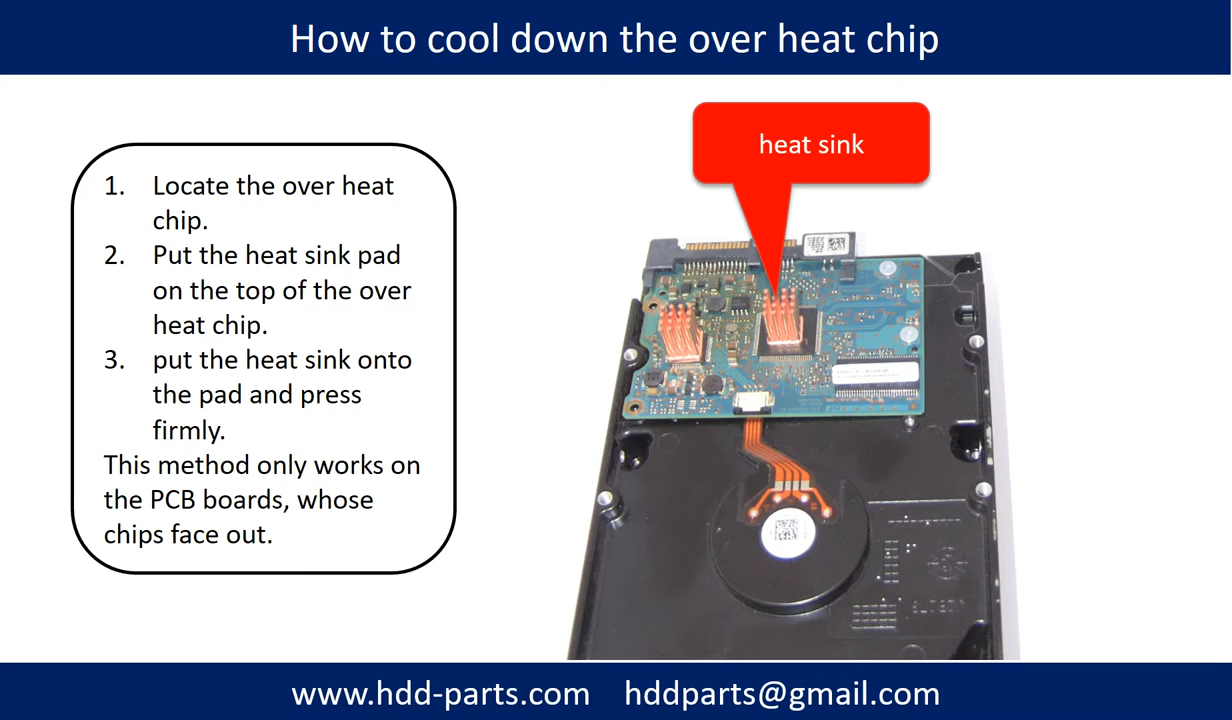 How to cool down the over heat chip
heat sink
1. Locate the over heat
chip.
2. Put the heat sink pad
on the top of the over
heat chip.
3. put the heat sink onto
the pad and press
firmly.
This method only works on
the PCB boards, whose
chips face out.
www.hdd-parts.com hddparts@gmail.com